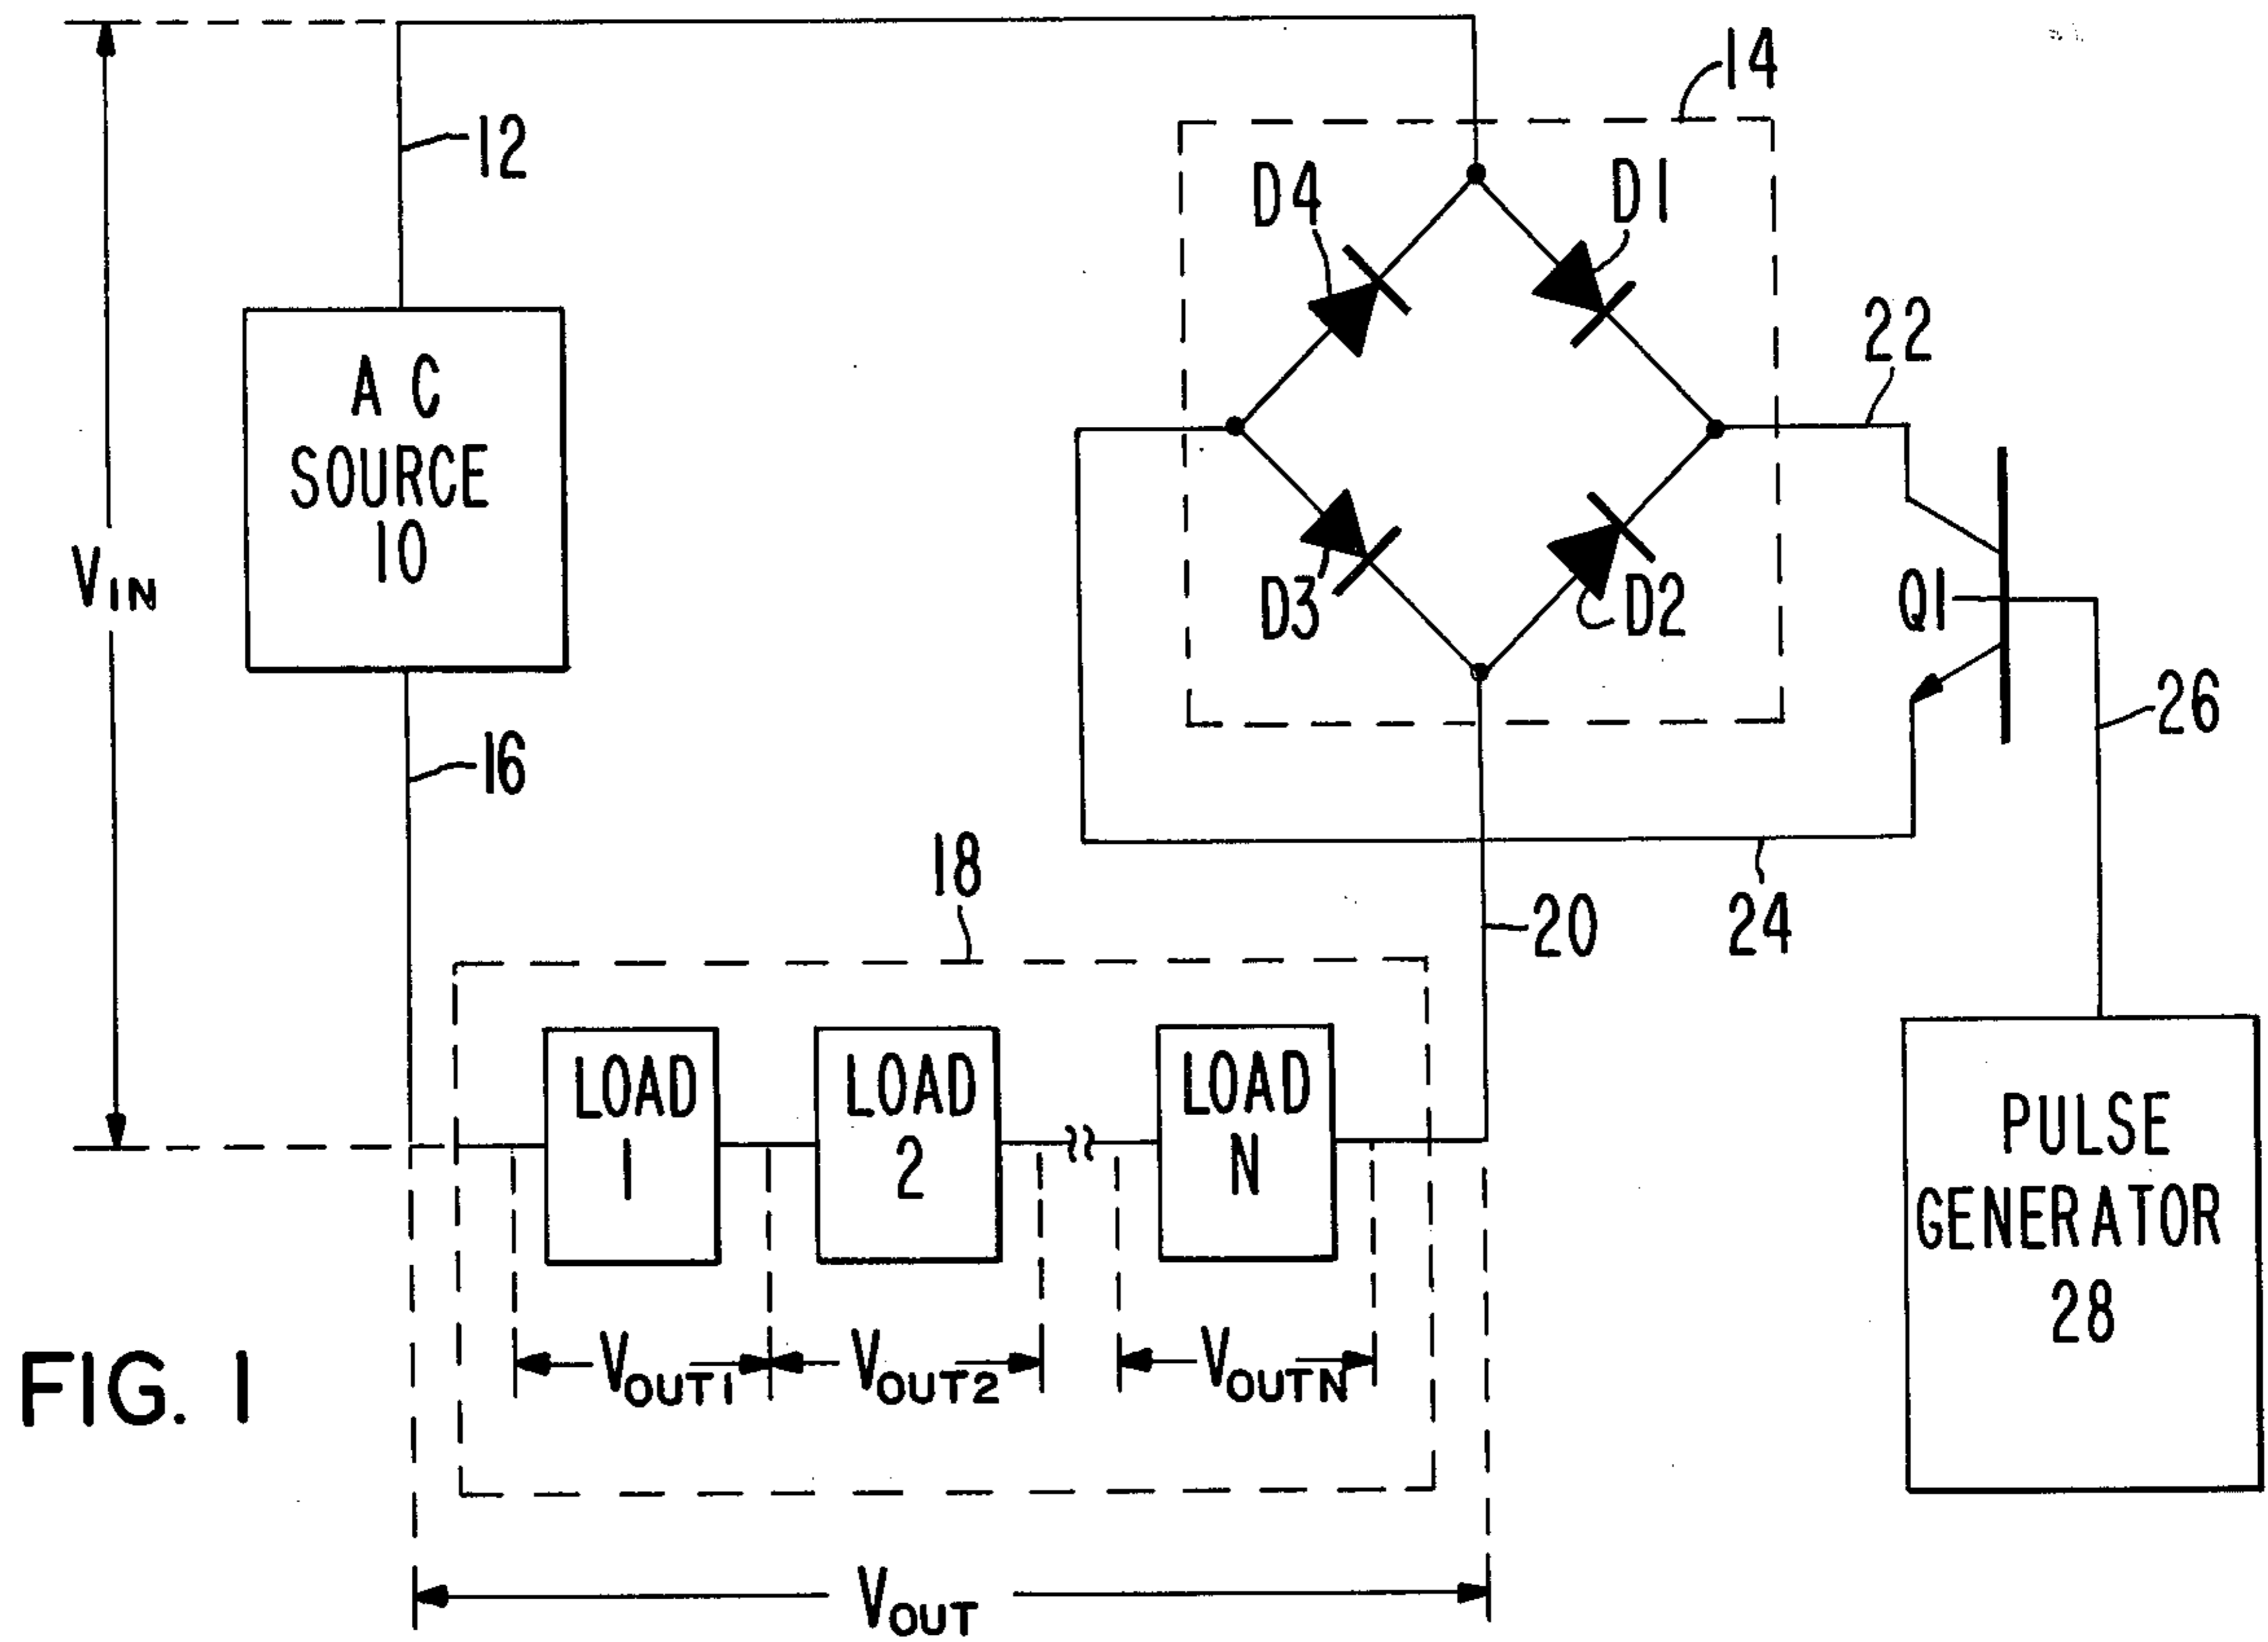 14
12
D4
D1
22
AC
SOURCE
10
VIN
Q1
D3
D2
26
16
18
20
24
LOAD
1
LOAD
2
LOAD
N
PULSE
GENERATOR
28
VOUT1
VOUT2
VOUTN
FIG. 1
VOUT